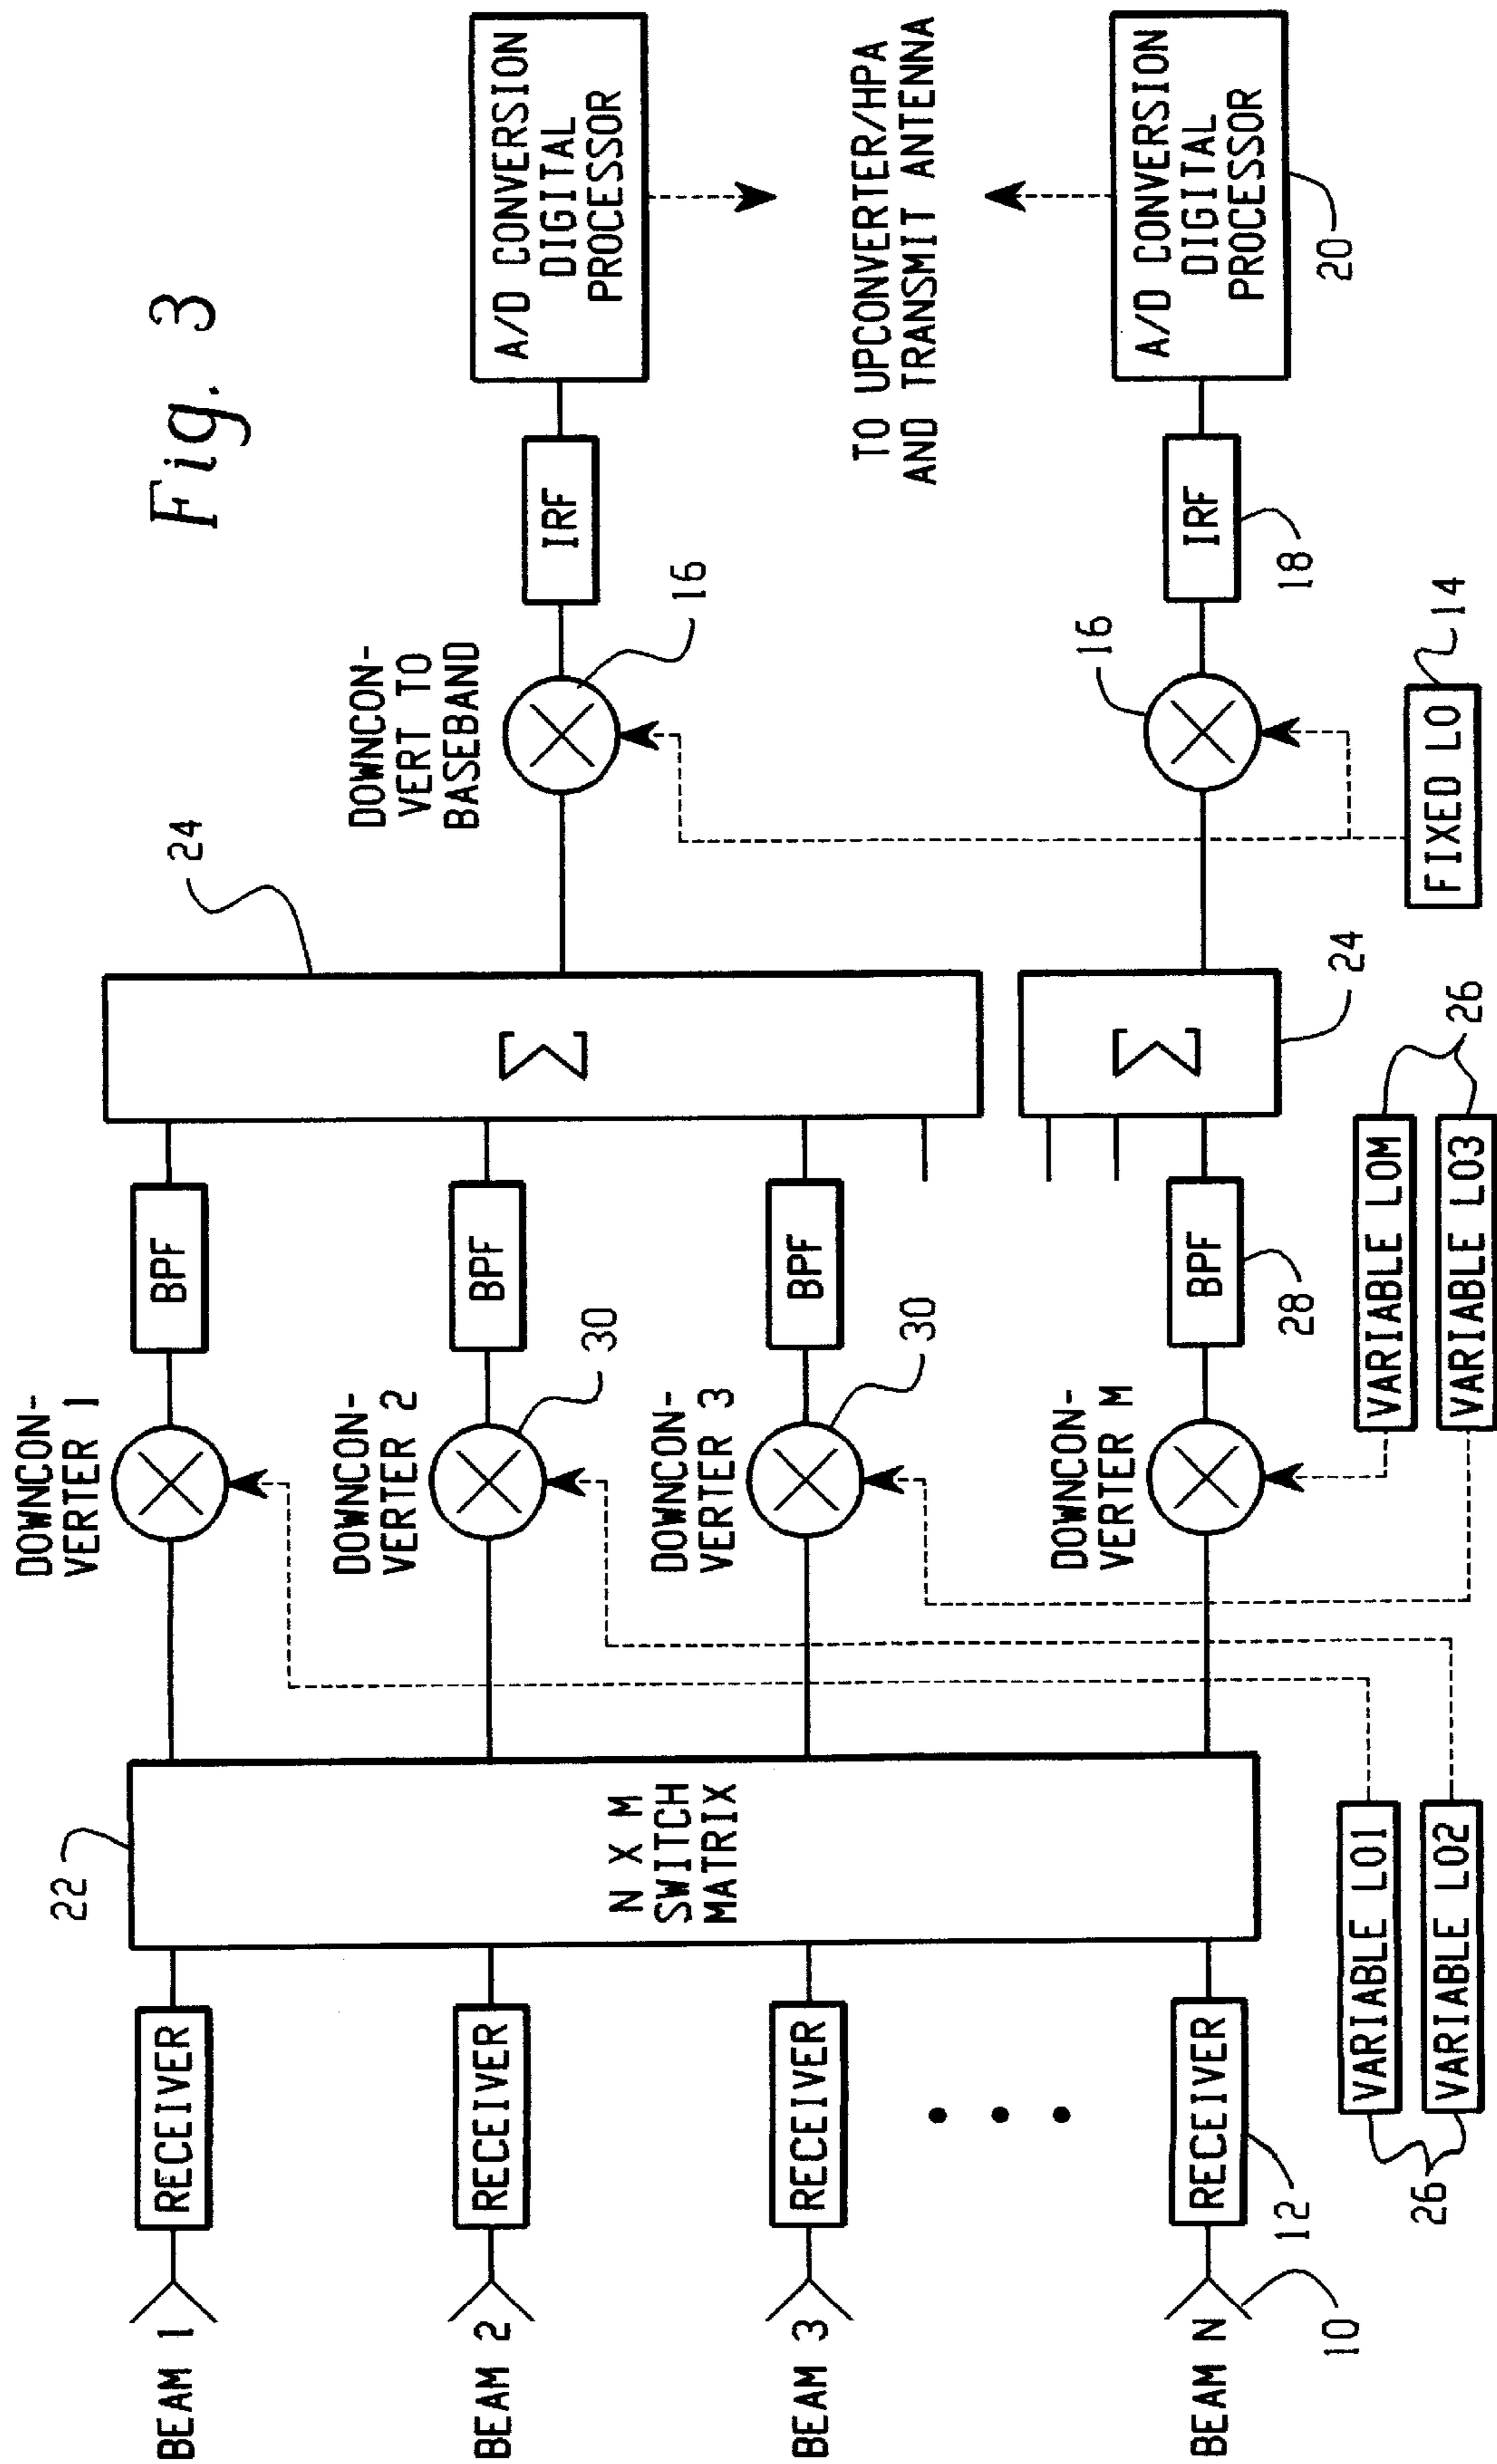 Fig. 3
BEAM 1
BEAM 2
BEAM 3
BEAM N
10
RECEIVER
RECEIVER
RECEIVER
RECEIVER
12
22
N X M
SWITCH
MATRIX
VARIABLE LO1
VARIABLE LO2
26
DOWNCON-
VERTER 1
DOWNCON-
VERTER 2
30
DOWNCON-
VERTER 3
30
DOWNCON-
VERTER M
BPF
BPF
BPF
BPF
28
VARIABLE LOM
VARIABLE LO3
26
24
Σ
Σ
24
DOWNCON-
VERT TO
BASEBAND
16
16
FIXED LO
14
IRF
IRF
18
A/D CONVERSION
DIGITAL
PROCESSOR
TO UPCONVERTER/HPA
AND TRANSMIT ANTENNA
A/D CONVERSION
DIGITAL
PROCESSOR
20